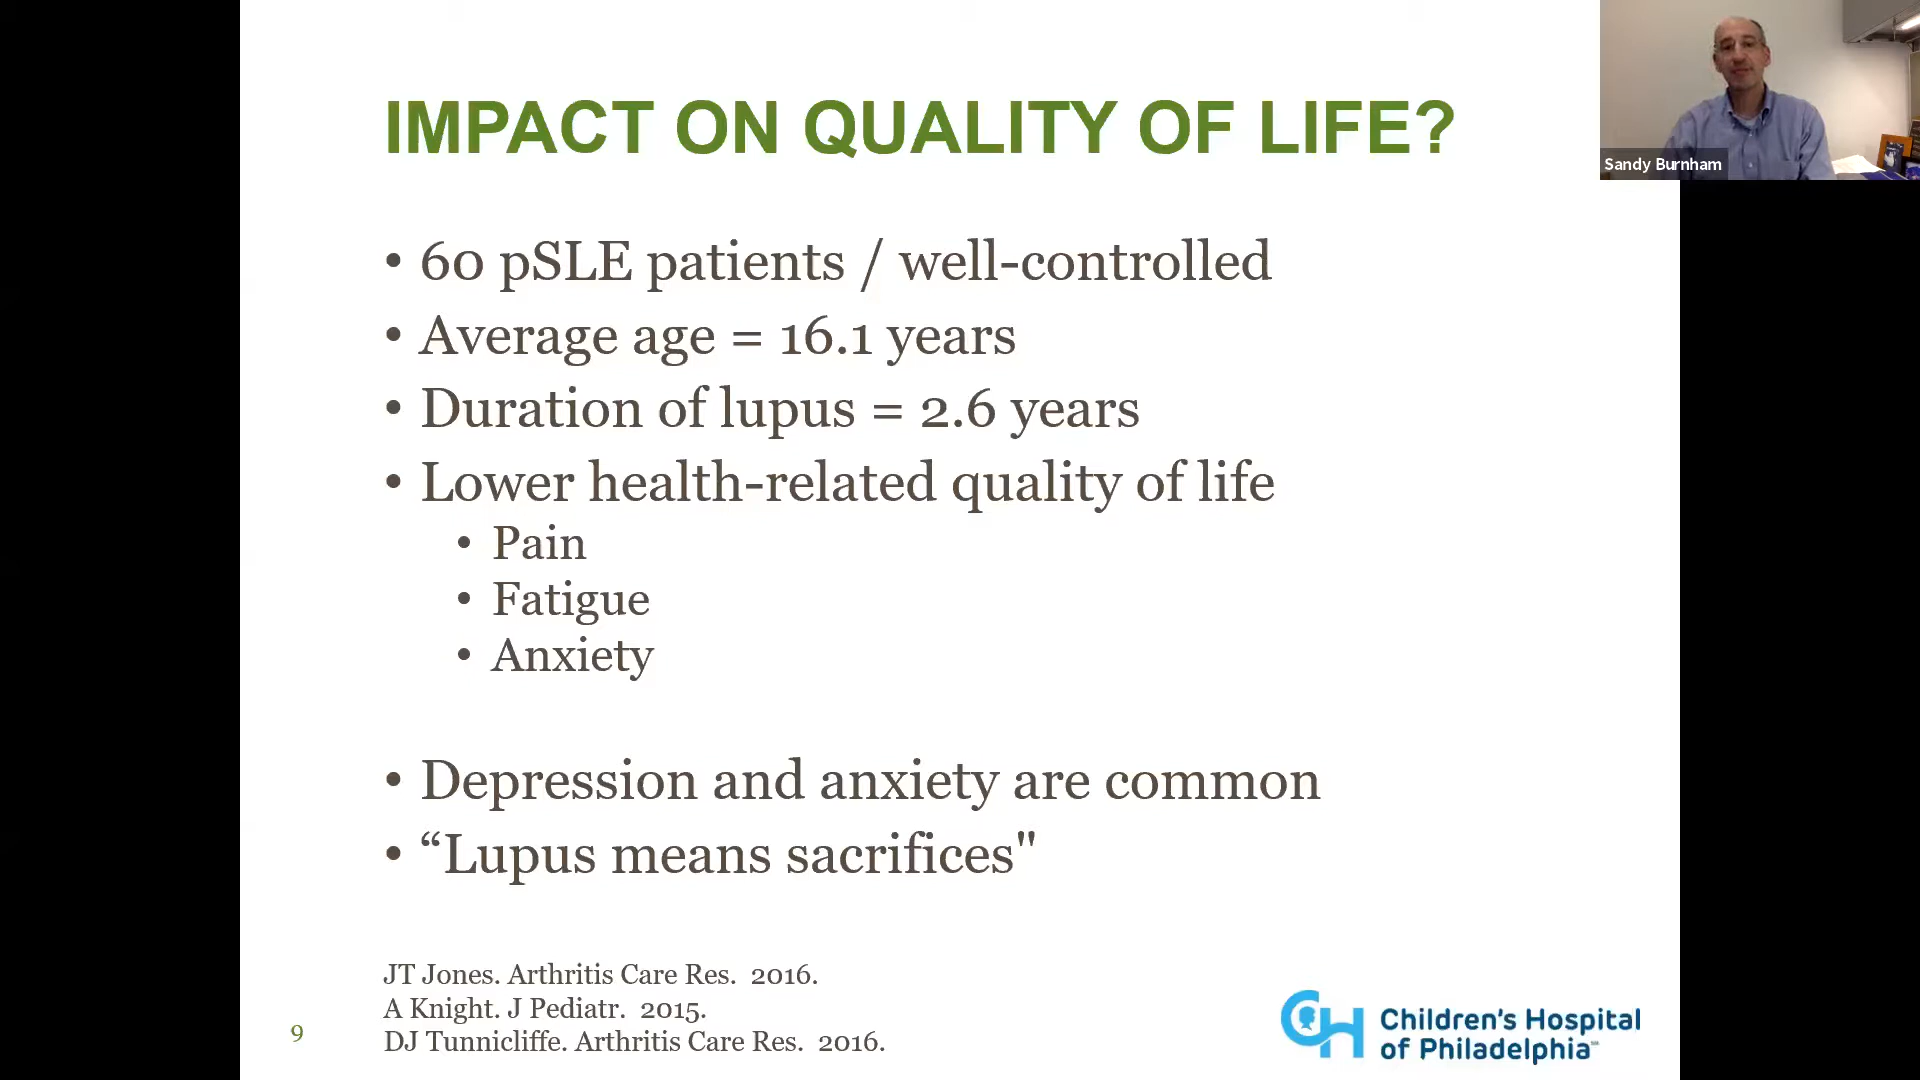 IMPACT ON QUALITY OF LIFE?
Sandy Burnham
• 60 pSLE patients / well-controlled
• Average age = 16.1 years
• Duration of lupus = 2.6 years
• Lower health-related quality of life
• Pain
• Fatigue
• Anxiety
• Depression and anxiety are common
• “Lupus means sacrifices"
JT Jones. Arthritis Care Res. 2016.
A Knight. J Pediatr. 2015.
DJ Tunnicliffe. Arthritis Care Res. 2016.
9
Children's Hospital
of Philadelphia